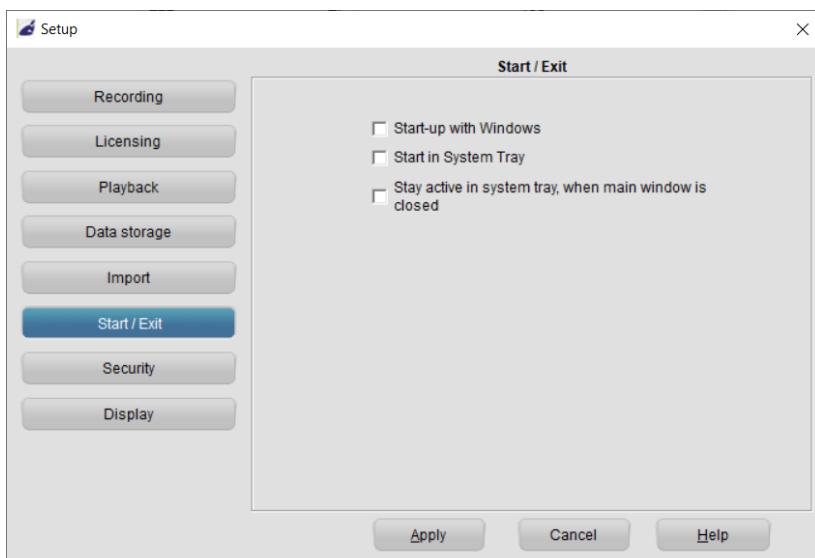 Setup
Start / Exit
Recording
Licensing
Playback
Data storage
Import
Start / Exit
Security
Display
Start-up with Windows
Start in System Tray
Stay active in system tray, when main window is
closed
Apply
Cancel
Help